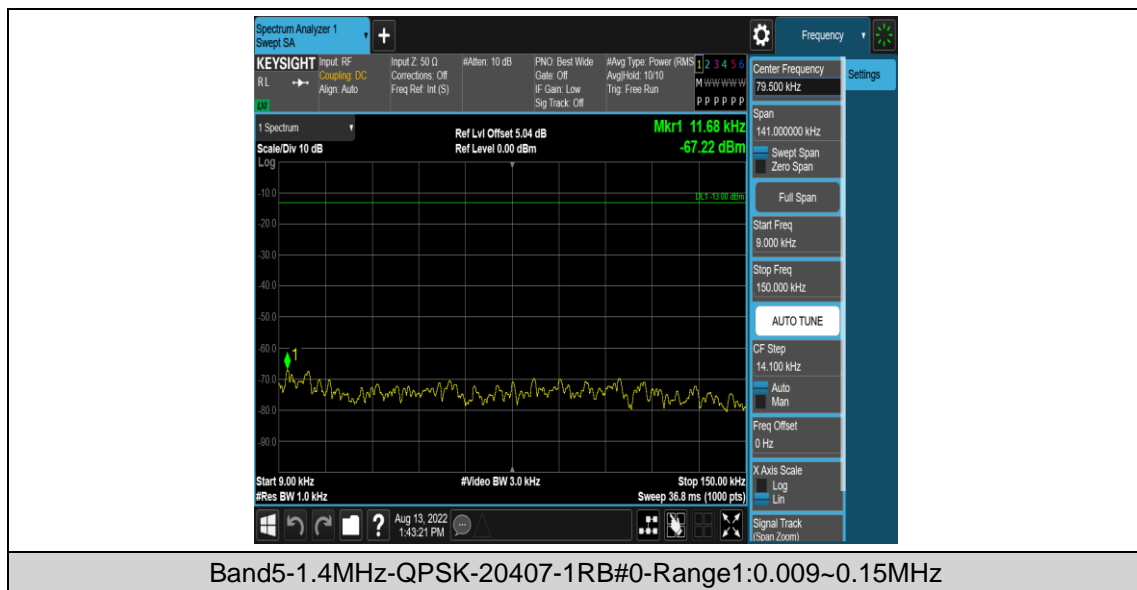 Spectrum Analyzer 1
Swept SA
+
Frequency
KEYSIGHT
RL
LXI
Input: RF
Coupling: DC
Align: Auto
Input Z: 50 Ω
Corrections: Off
Freq Ref: Int (S)
#Atten: 10 dB
PNO: Best Wide
Gate: Off
IF Gain: Low
Sig Track: Off
#Avg Type: Power (RMS
Avg|Hold: 10/10
Trig: Free Run
1 2 3 4 5 6
M W W W W W
P P P P P P
Center Frequency
79.500 kHz
Settings
Span
141.000000 kHz
Swept Span
Zero Span
Full Span
Start Freq
9.000 kHz
Stop Freq
150.000 kHz
AUTO TUNE
CF Step
14.100 kHz
Auto
Man
Freq Offset
0 Hz
X Axis Scale
Log
Lin
Signal Track
(Span Zoom)
1 Spectrum
Scale/Div 10 dB
Log
Ref Lvl Offset 5.04 dB
Ref Level 0.00 dBm
Mkr1 11.68 kHz
-67.22 dBm
DL1 -13.00 dBm
-10.0
-20.0
-30.0
-40.0
-50.0
-60.0
-70.0
-80.0
-90.0
1
Start 9.00 kHz
#Res BW 1.0 kHz
#Video BW 3.0 kHz
Stop 150.00 kHz
Sweep 36.8 ms (1000 pts)
?
Aug 13, 2022
1:43:21 PM
Band5-1.4MHz-QPSK-20407-1RB#0-Range1:0.009~0.15MHz